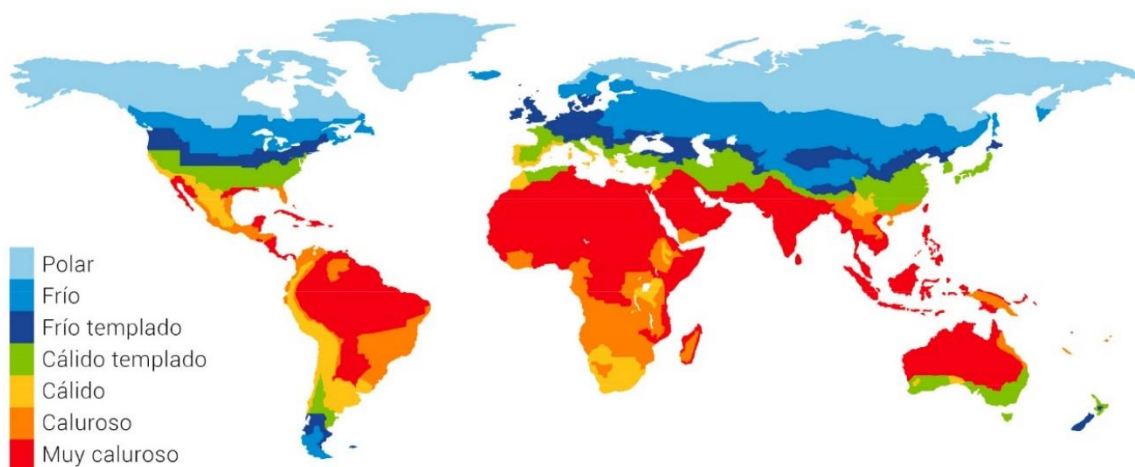 Polar
Frío
Frío templado
Cálido templado
Cálido
Caluroso
Muy caluroso